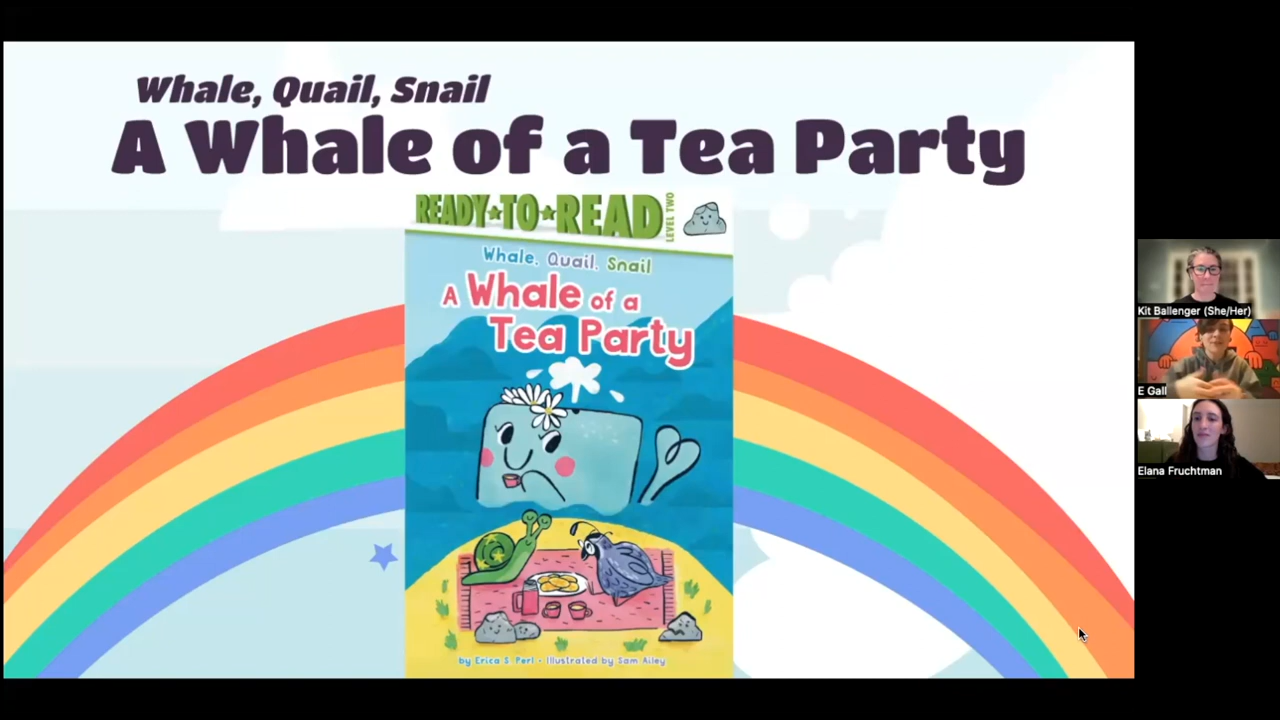 Whale, Quail, Snail
A Whale of a Tea Party
READY★TO★READ
LEVEL TWO
Whale, Quail, Snail
A Whale of a
Tea Party
by Erica S. Perl • Illustrated by Sam Ailey
Kit Ballenger (She/Her)
E Gall
Elana Fruchtman